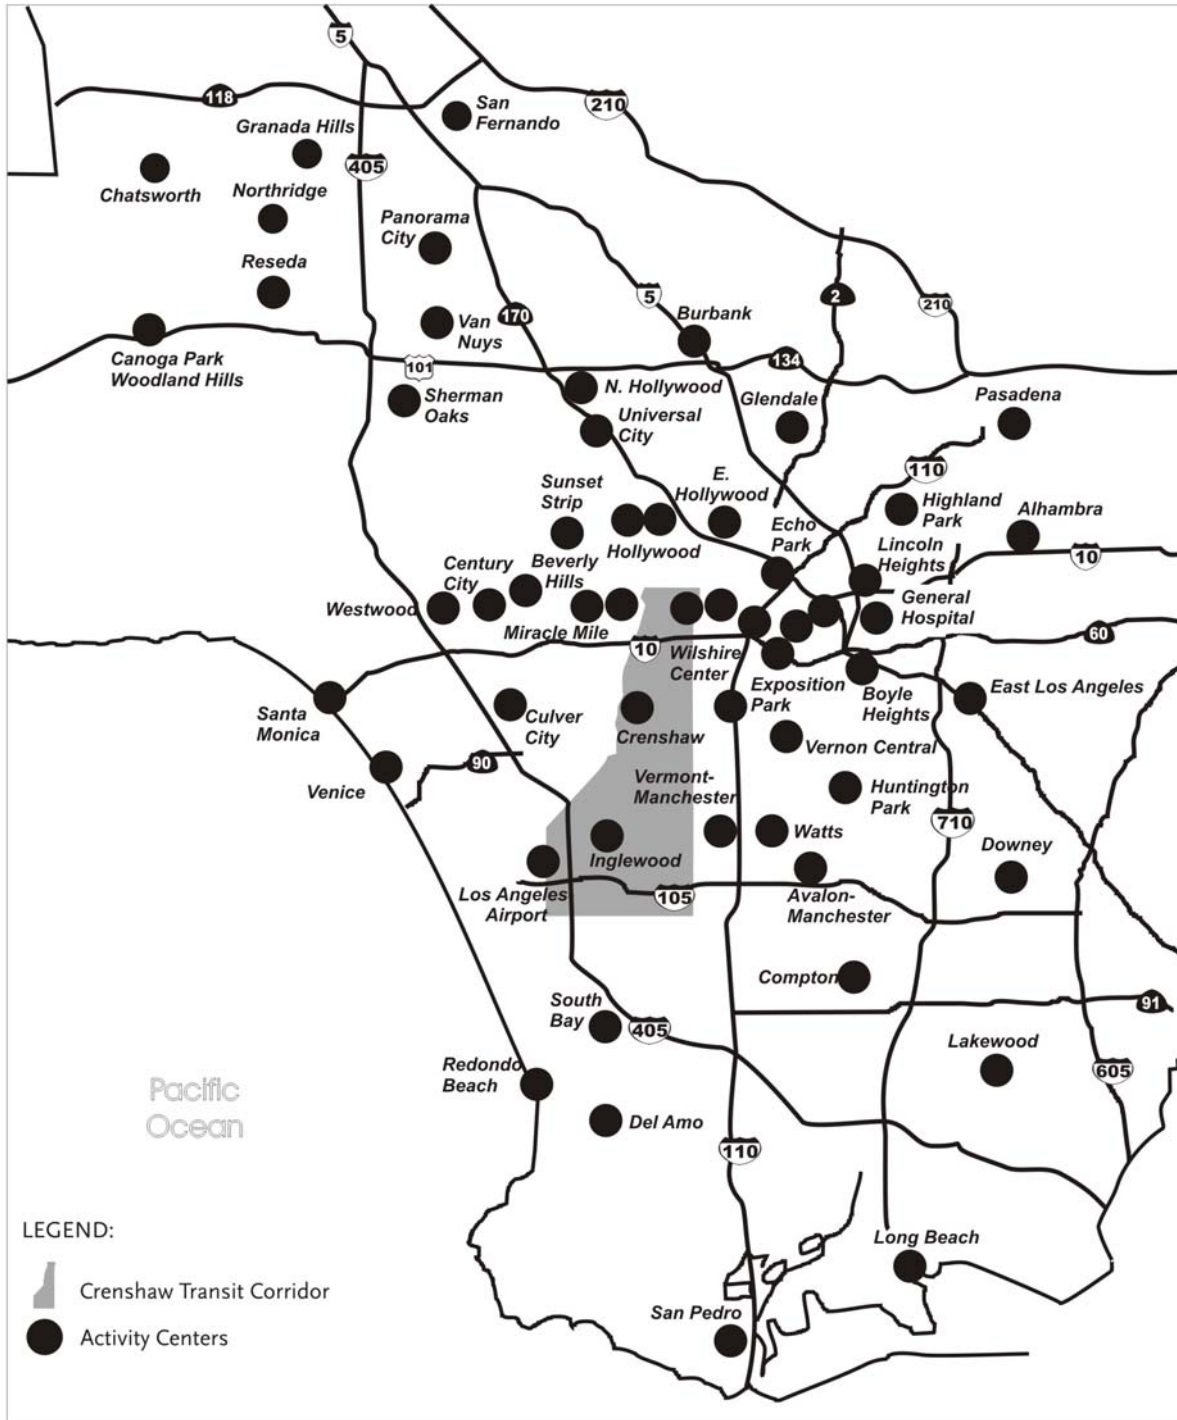 5
118
San
Fernando
210
Granada Hills
405
Chatsworth
Northridge
Panorama
City
Reseda
2
5
210
170
Burbank
Van
Nuys
Canoga Park
Woodland Hills
101
134
Sherman
Oaks
N. Hollywood
Glendale
Pasadena
Universal
City
110
E.
Hollywood
Sunset
Strip
Highland
Park
Alhambra
Echo
Park
Hollywood
Lincoln
Heights
10
Century
City
Beverly
Hills
General
Hospital
Westwood
Miracle Mile
60
10
Wilshire
Center
Exposition
Park
Boyle
Heights
East Los Angeles
Santa
Monica
Culver
City
Crenshaw
Vernon Central
90
Venice
Vermont-
Manchester
Huntington
Park
710
Watts
Downey
Inglewood
Los Angeles
Airport
105
Avalon-
Manchester
Compton
91
South
Bay
405
Lakewood
Redondo
Beach
605
Pacific
Ocean
Del Amo
110
LEGEND:
Crenshaw Transit Corridor
Activity Centers
Long Beach
San Pedro